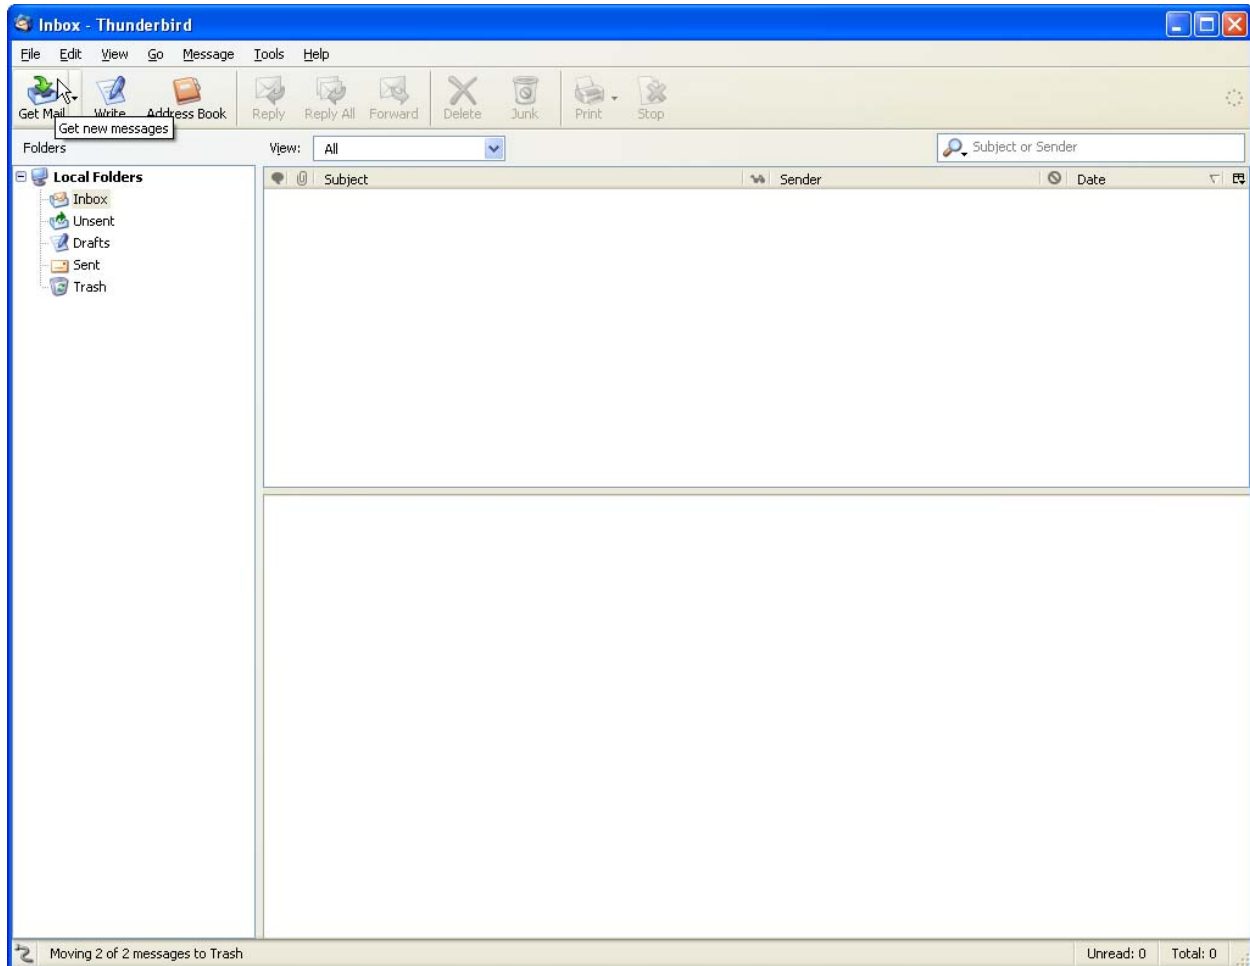 Inbox - Thunderbird
File Edit View Go Message Tools Help
Get Mail Write Address Book Reply Reply All Forward Delete Junk Print Stop
Get new messages
Folders View: All Subject or Sender
Local Folders Subject Sender Date
Inbox
Unsent
Drafts
Sent
Trash
Moving 2 of 2 messages to Trash Unread: 0 Total: 0